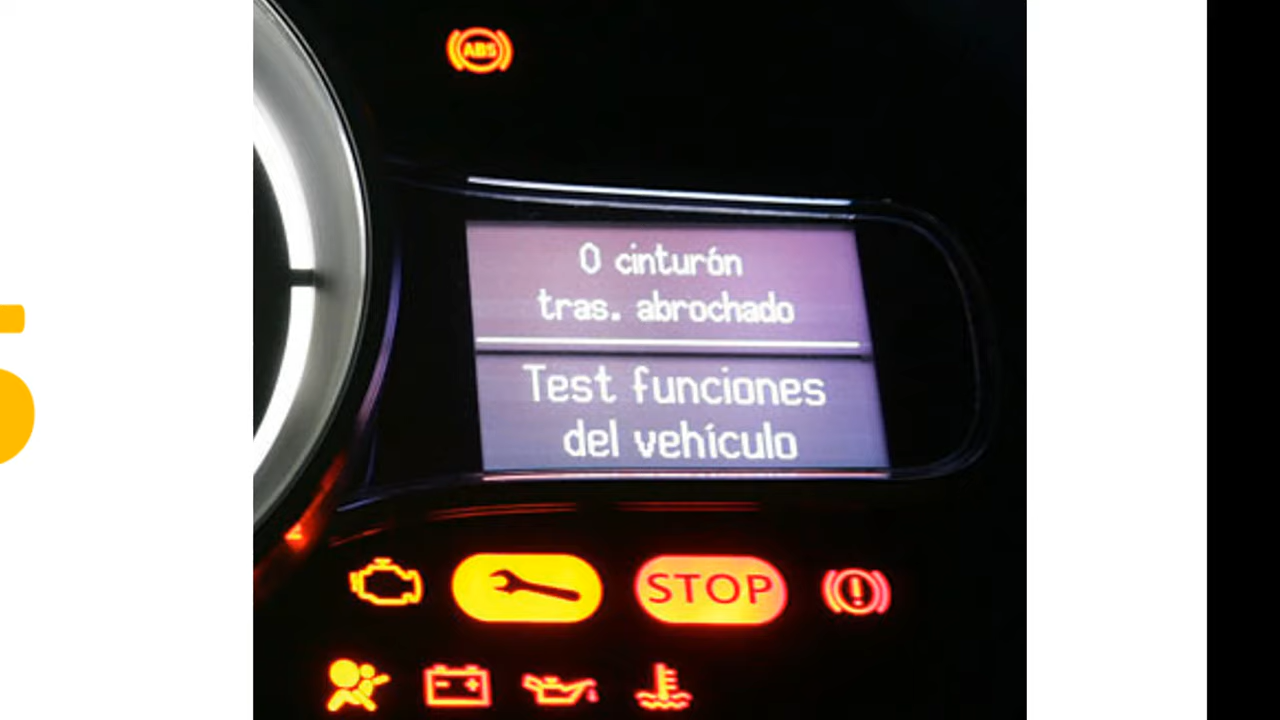 ABS
0 cinturón
tras. abrochado
Test funciones
del vehículo
STOP